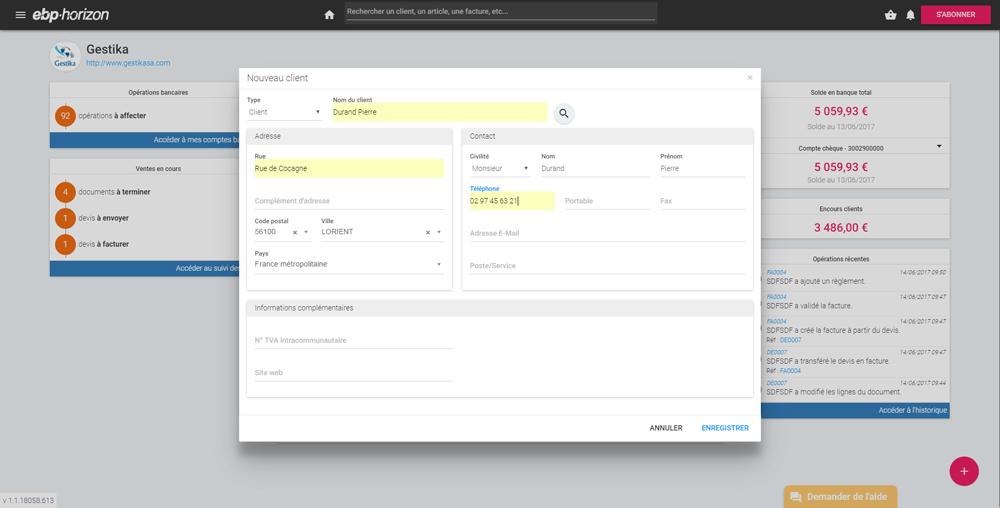 ebp·horizon
Rechercher un client, un article, une facture, etc...
S'ABONNER
Gestika
Gestika
http://www.gestikasa.com
Opérations bancaires
92 opérations à affecter
Accéder à mes comptes ba
Ventes en cours
4 documents à terminer
1 devis à envoyer
1 devis à facturer
Accéder au suivi des
Nouveau client ×
Type
Client
Nom du client
Durand Pierre
Adresse
Rue
Rue de Cocagne
Complément d'adresse
Code postal
56100 ×
Ville
LORIENT ×
Pays
France métropolitaine
Contact
Civilité
Monsieur
Nom
Durand
Prénom
Pierre
Téléphone
02 97 45 63 21
Portable
Fax
Adresse E-Mail
Poste/Service
Informations complémentaires
N° TVA intracommunautaire
Site web
ANNULER
ENREGISTRER
Solde en banque total
5 059,93 €
Solde au 13/06/2017
Compte chèque - 3002900000
5 059,93 €
Solde au 13/06/2017
Encours clients
3 486,00 €
Opérations récentes
FA0004 14/06/2017 09:50
SDFSDF a ajouté un règlement.
FA0004 14/06/2017 09:47
SDFSDF a validé la facture.
FA0004 14/06/2017 09:47
SDFSDF a créé la facture à partir du devis.
Réf : DE0007
DE0007 14/06/2017 09:47
SDFSDF a transféré le devis en facture.
Réf : FA0004
DE0007 14/06/2017 09:44
SDFSDF a modifié les lignes du document.
Accéder à l'historique
+
Demander de l'aide
v 1.1.18058.613